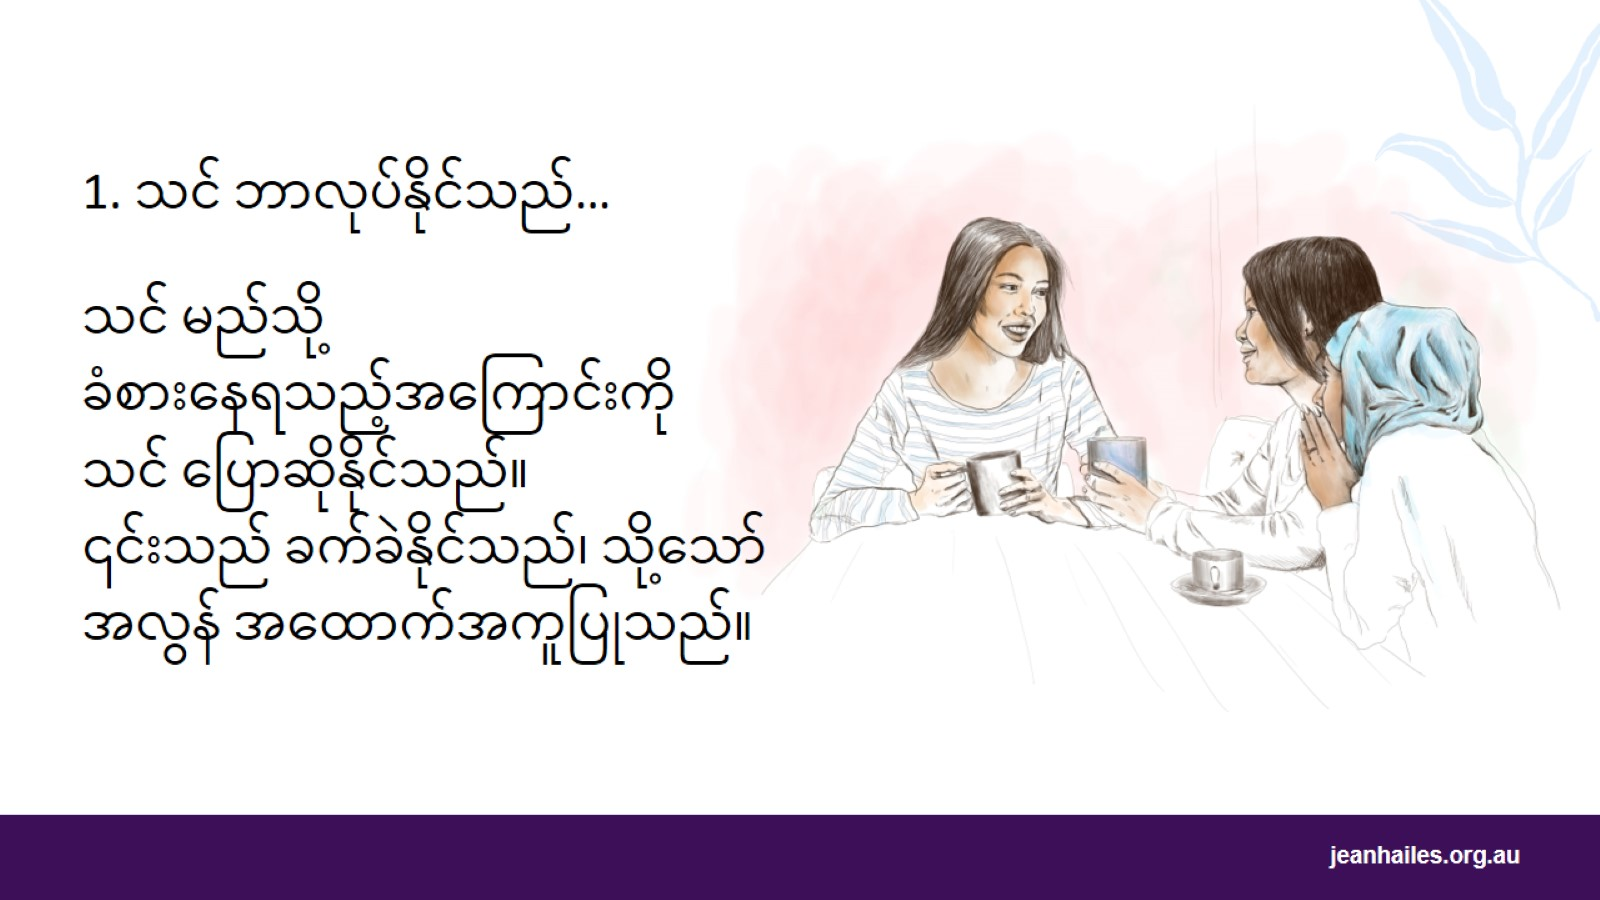 1. သင် ဘာလုပ်နိုင်သည်...
သင် မည်သို့
ခံစားနေရသည့်အကြောင်းကို
သင် ပြောဆိုနိုင်သည်။
၎င်းသည် ခက်ခဲနိုင်သည်၊ သို့သော်
အလွန် အထောက်အကူပြုသည်။
jeanhailes.org.au